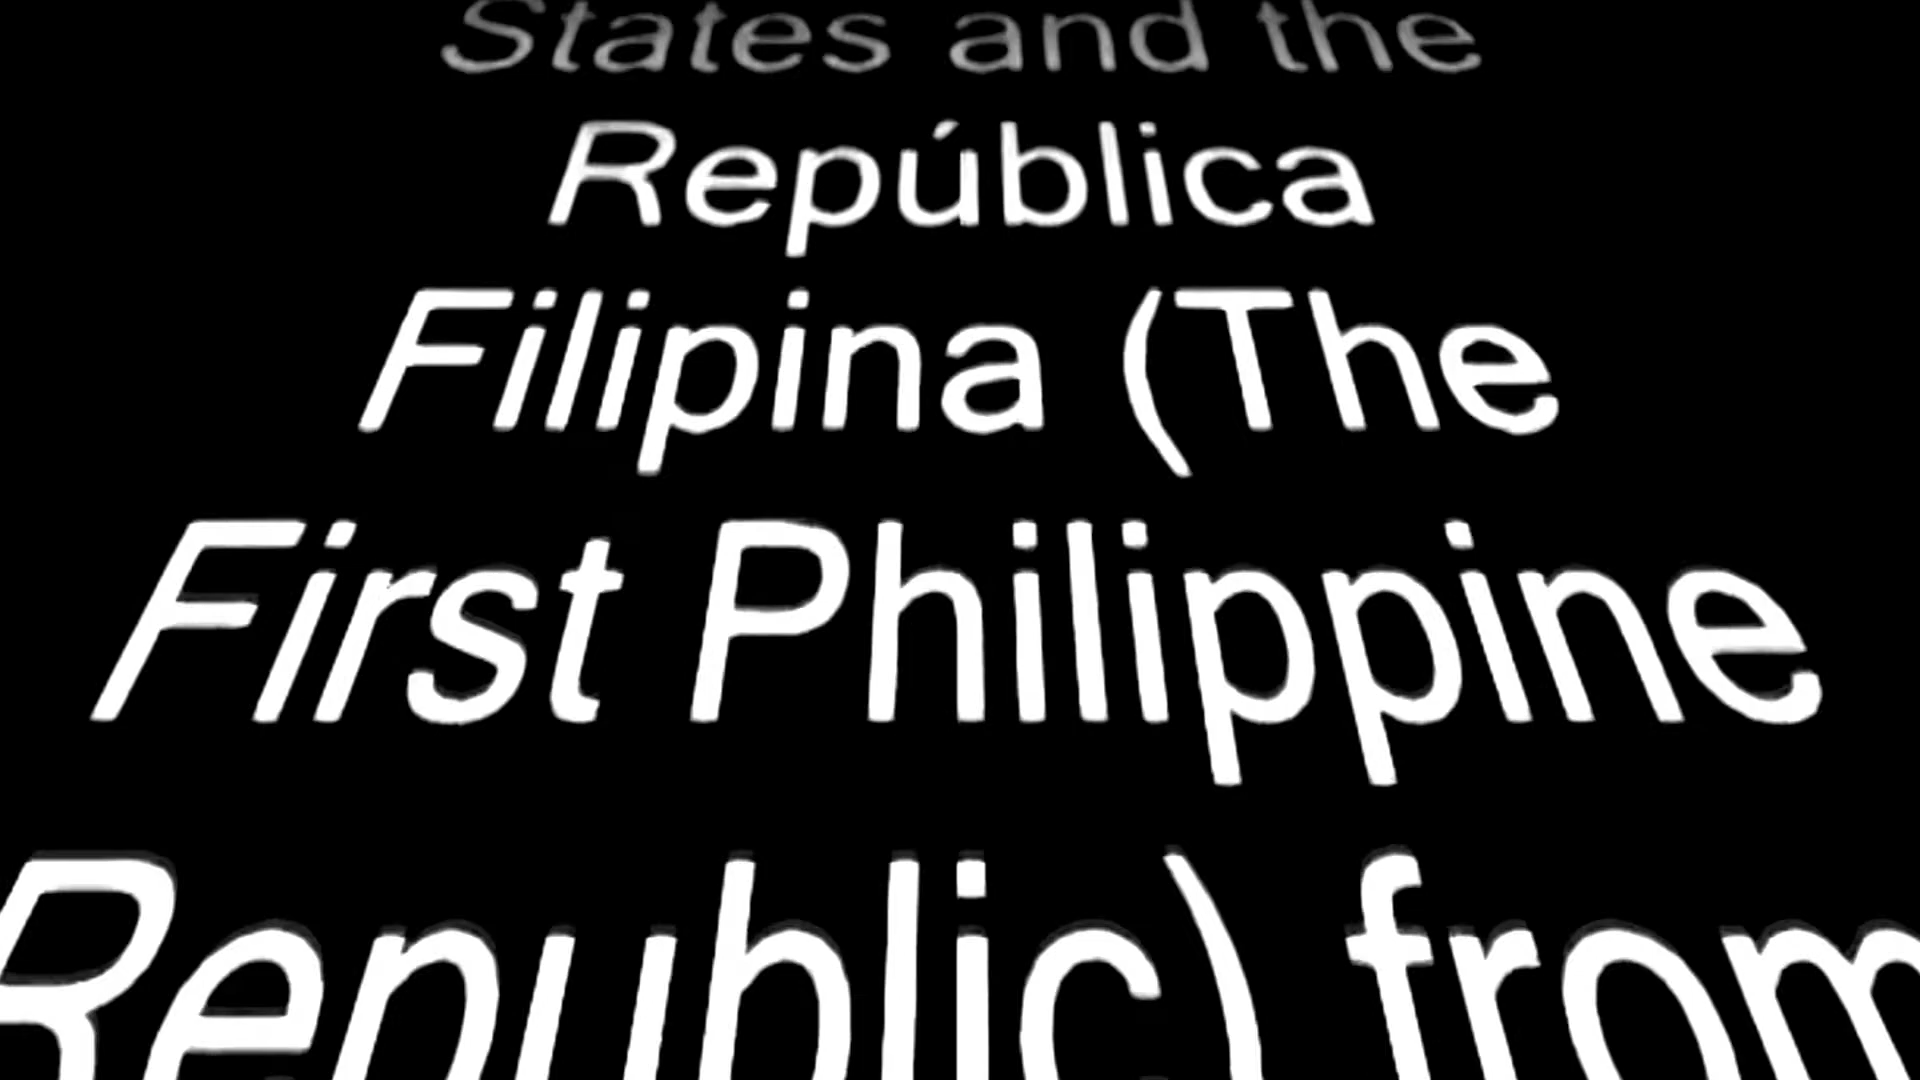 States and the
República
Filipina (The
First Philippine
Republic) from